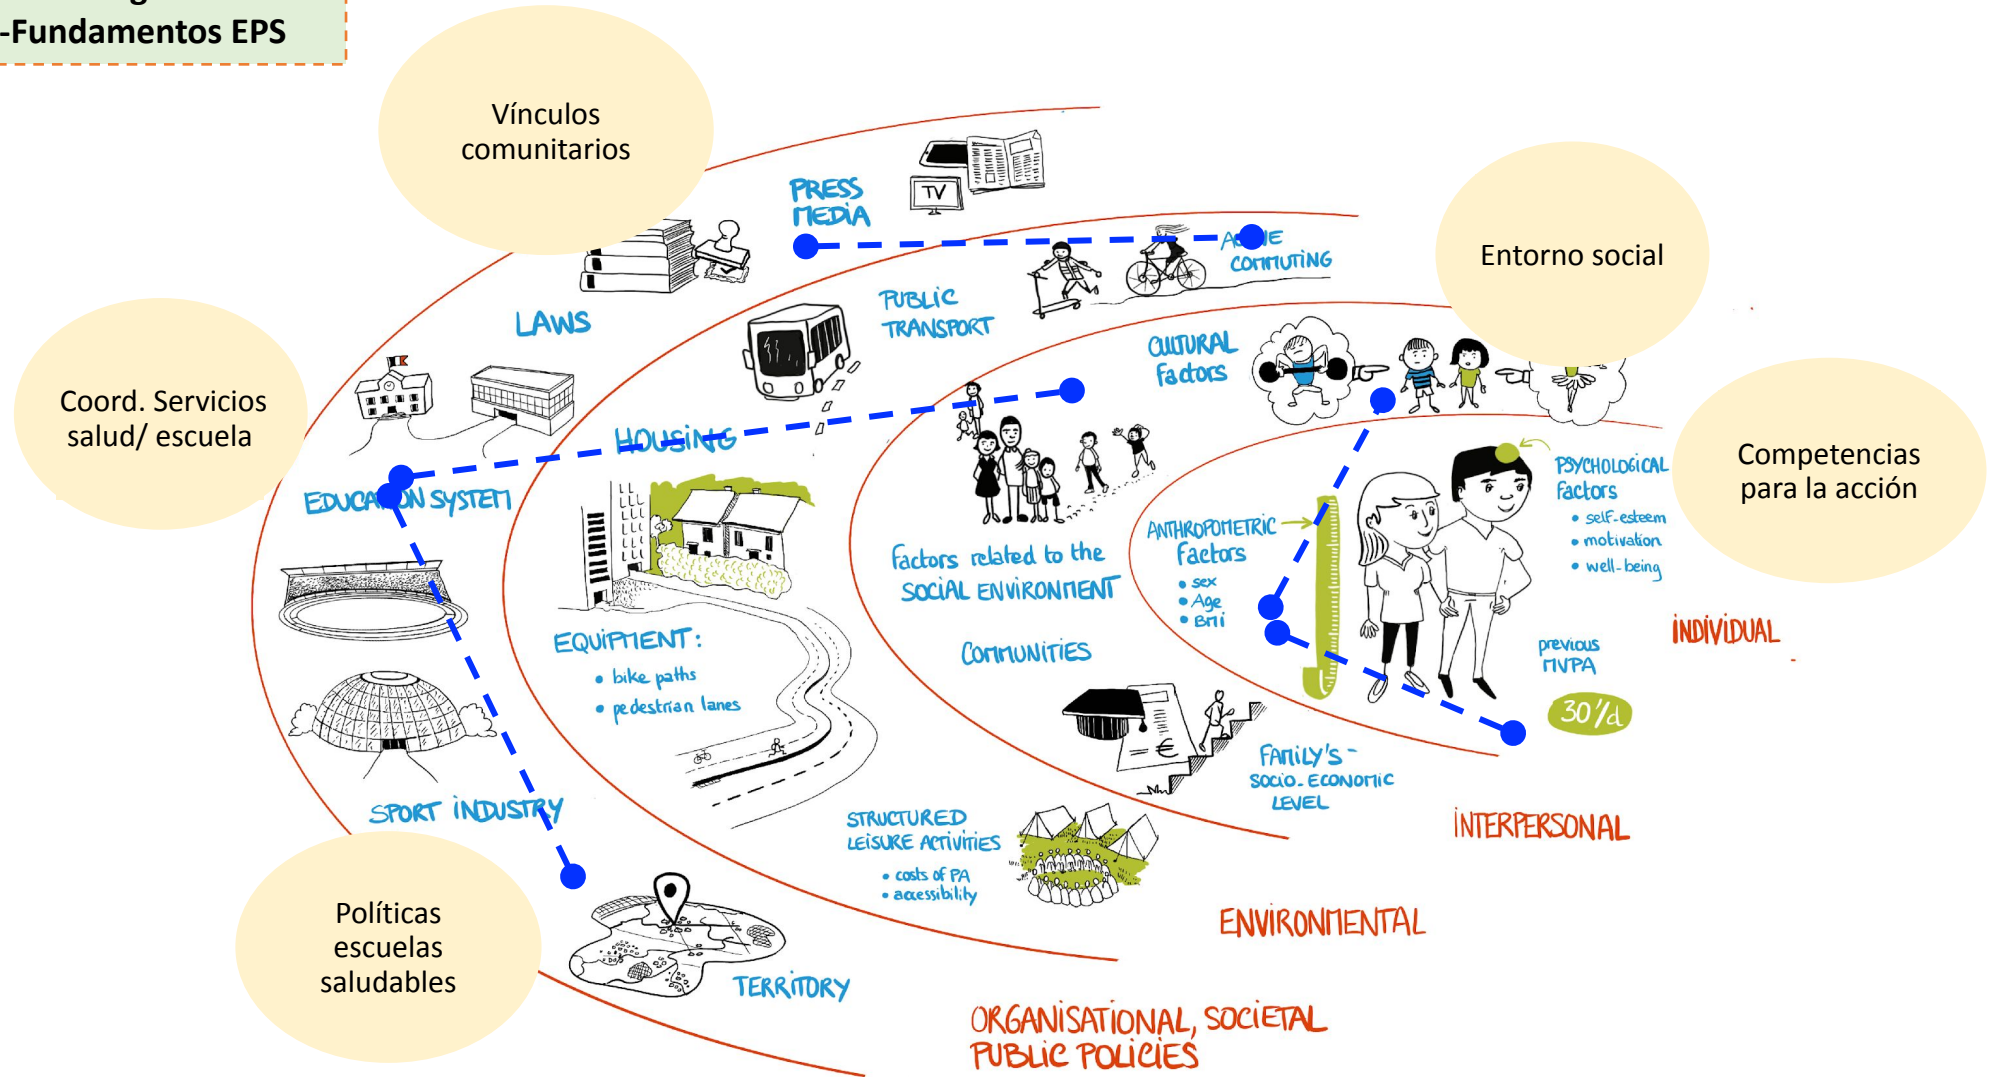 -Fundamentos EPS
Vínculos
comunitarios
PRESS
MEDIA
TV
Entorno social
ACTIVE
COMMUTING
LAWS
PUBLIC
TRANSPORT
CULTURAL
factors
Coord. Servicios
salud/ escuela
HOUSING
EDUCATION SYSTEM
PSYCHOLOGICAL
factors
• self-esteem
• motivation
• well-being
Competencias
para la acción
ANTHROPOMETRIC
factors
• sex
• Age
• BMI
factors related to the
SOCIAL ENVIRONMENT
COMMUNITIES
EQUIPMENT:
• bike paths
• pedestrian lanes
INDIVIDUAL
previous
MVPA
30'/d
€
FAMILY'S-
SOCIO-ECONOMIC
LEVEL
SPORT INDUSTRY
STRUCTURED
LEISURE ACTIVITIES
• costs of PA
• accessibility
INTERPERSONAL
Políticas
escuelas
saludables
ENVIRONMENTAL
TERRITORY
ORGANISATIONAL, SOCIETAL
PUBLIC POLICIES